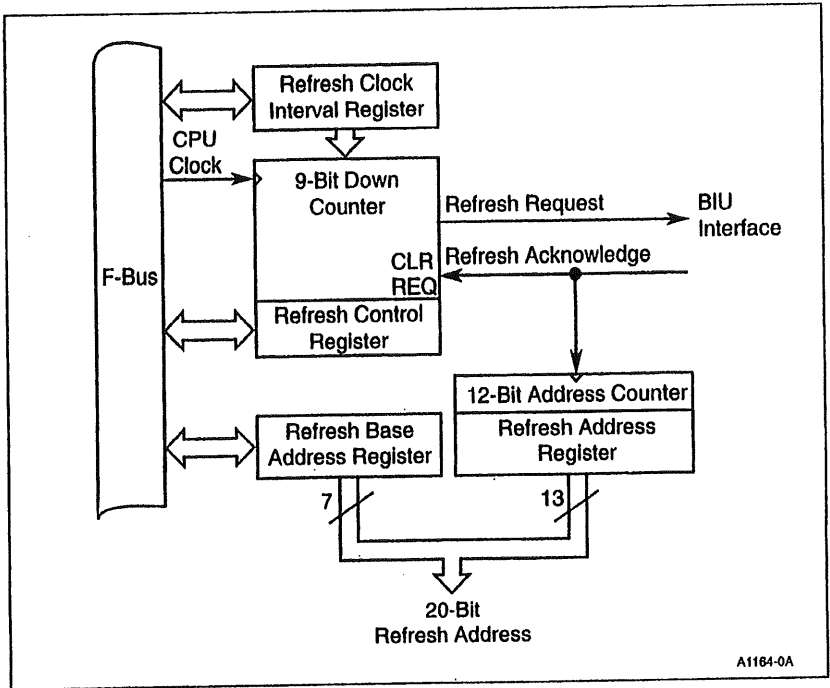 Refresh Clock
Interval Register
CPU
Clock
9-Bit Down
Counter
Refresh Request
BIU
Interface
CLR
REQ
Refresh Acknowledge
F-Bus
Refresh Control
Register
12-Bit Address Counter
Refresh Address
Register
Refresh Base
Address Register
7
13
20-Bit
Refresh Address
A1164-0A